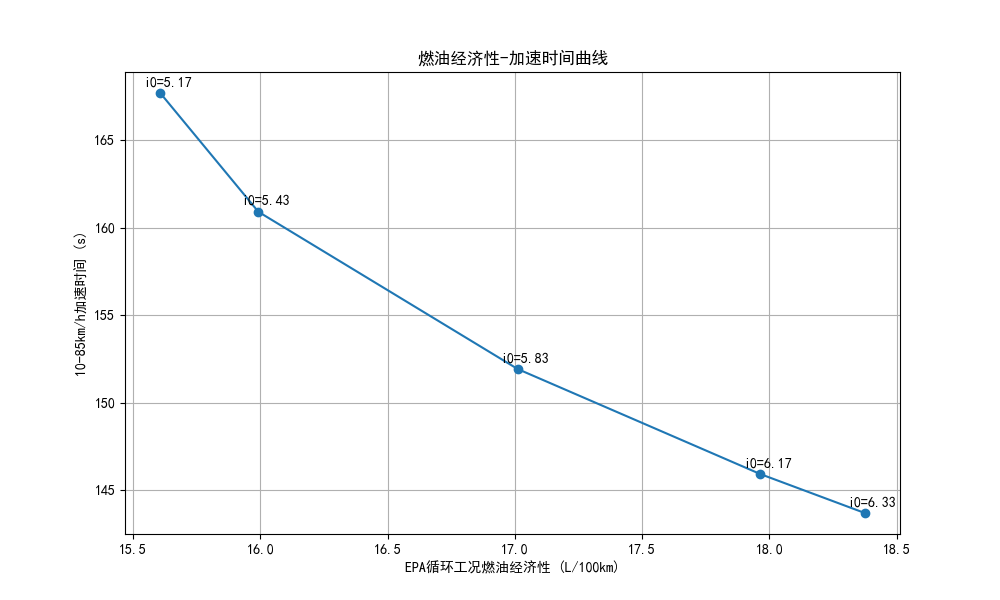 燃油经济性-加速时间曲线
i0=5.17
i0=5.43
i0=5.83
i0=6.17
i0=6.33
165
160
155
150
145
10-85km/h加速时间 (s)
15.5 16.0 16.5 17.0 17.5 18.0 18.5
EPA循环工况燃油经济性 (L/100km)